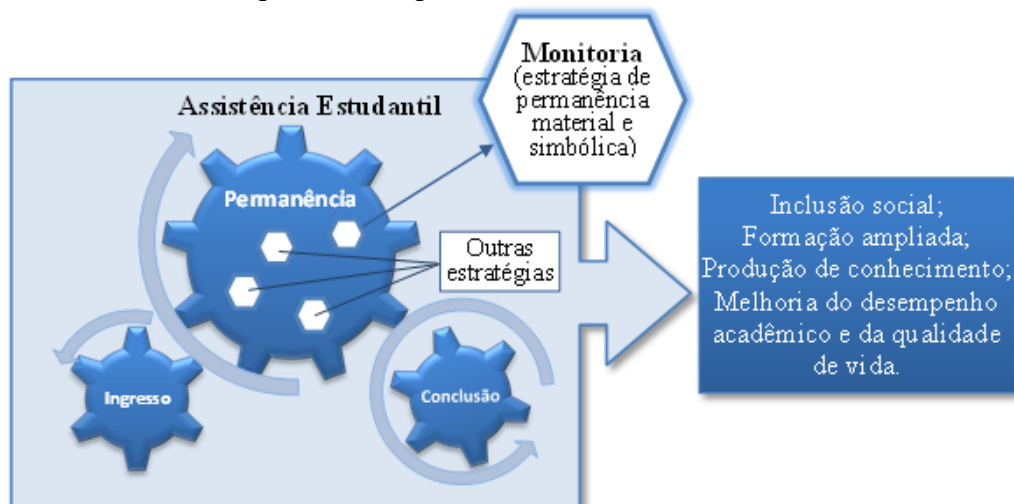 Monitoria
(estratégia de
permanência
material e
simbólica)
Assistência Estudantil
Permanência
Outras
estratégias
Ingresso
Conclusão
Inclusão social;
Formação ampliada;
Produção de conhecimento;
Melhoria do desempenho
acadêmico e da qualidade
de vida.